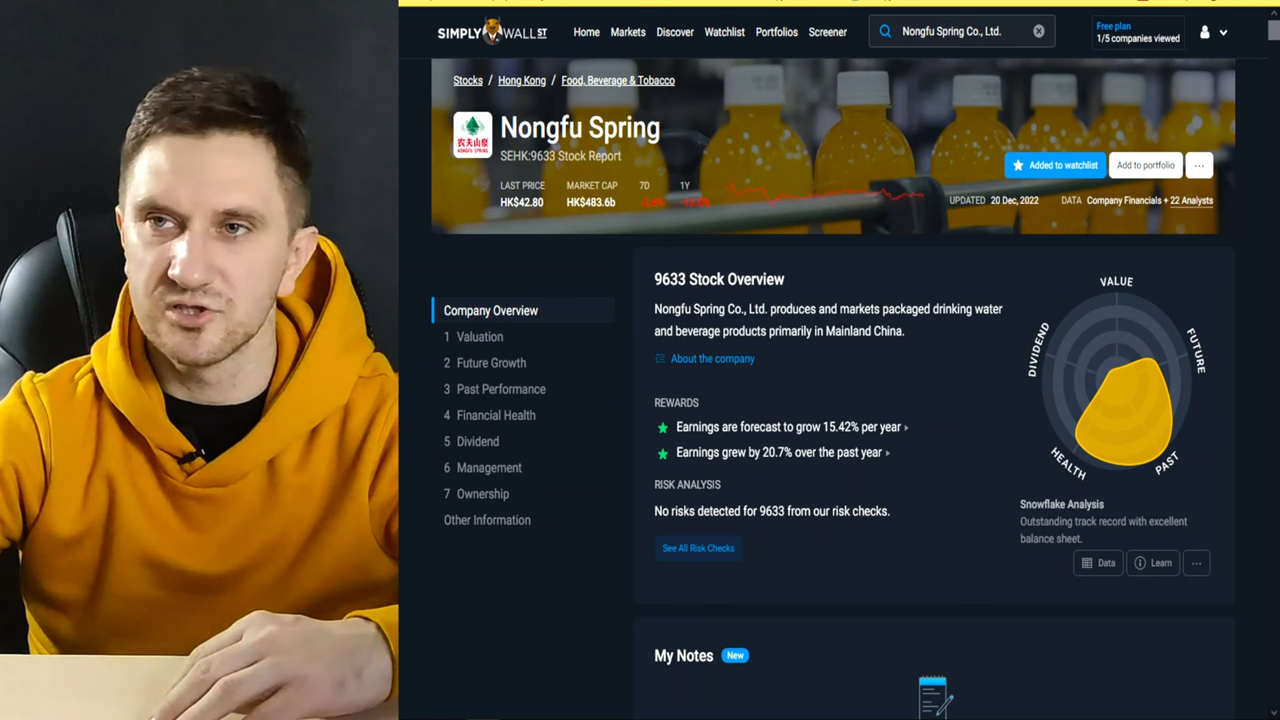 SIMPLY WALL ST
Home Markets Discover Watchlist Portfolios Screener
Nongfu Spring Co., Ltd.
Free plan
1/5 companies viewed
Stocks / Hong Kong / Food, Beverage & Tobacco
农夫山泉
NONGFU SPRING
Nongfu Spring
SEHK:9633 Stock Report
Added to watchlist
Add to portfolio
...
LAST PRICE MARKET CAP 7D 1Y
HK$42.80 HK$483.6b
UPDATED 20 Dec, 2022 DATA Company Financials + 22 Analysts
Company Overview
1 Valuation
2 Future Growth
3 Past Performance
4 Financial Health
5 Dividend
6 Management
7 Ownership
Other Information
9633 Stock Overview
Nongfu Spring Co., Ltd. produces and markets packaged drinking water
and beverage products primarily in Mainland China.
About the company
REWARDS
Earnings are forecast to grow 15.42% per year
Earnings grew by 20.7% over the past year
RISK ANALYSIS
No risks detected for 9633 from our risk checks.
See All Risk Checks
VALUE
FUTURE
PAST
HEALTH
DIVIDEND
Snowflake Analysis
Outstanding track record with excellent
balance sheet.
Data
Learn
...
My Notes New